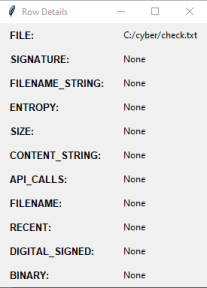 Row Details
FILE: C:/cyber/check.txt
SIGNATURE: None
FILENAME_STRING: None
ENTROPY: None
SIZE: None
CONTENT_STRING: None
API_CALLS: None
FILENAME: None
RECENT: None
DIGITAL_SIGNED: None
BINARY: None